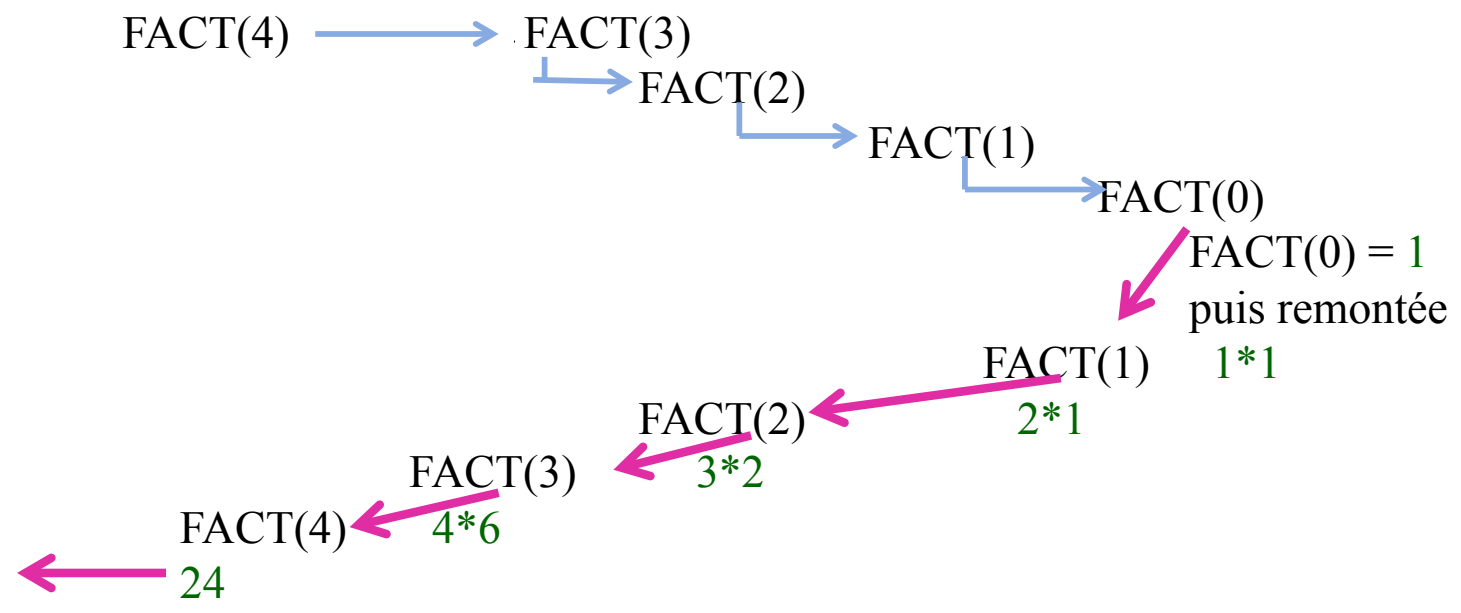 FACT(4) FACT(3)
FACT(2)
FACT(1)
FACT(0)
FACT(0) = 1
puis remontée
FACT(1) 1*1
FACT(2) 2*1
FACT(3) 3*2
FACT(4) 4*6
24